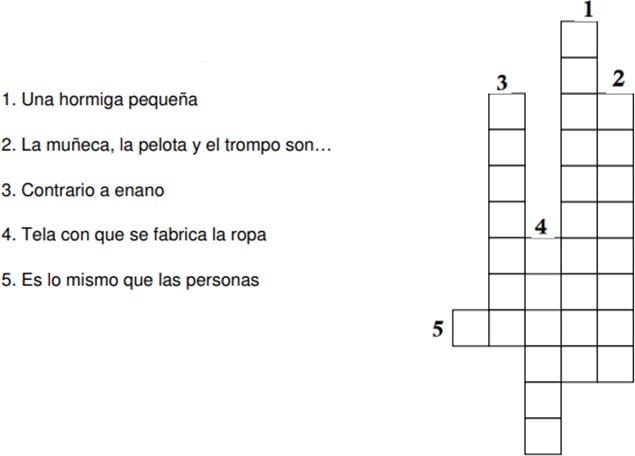 1
3
2
1. Una hormiga pequeña
2. La muñeca, la pelota y el trompo son…
3. Contrario a enano
4. Tela con que se fabrica la ropa
4
5. Es lo mismo que las personas
5